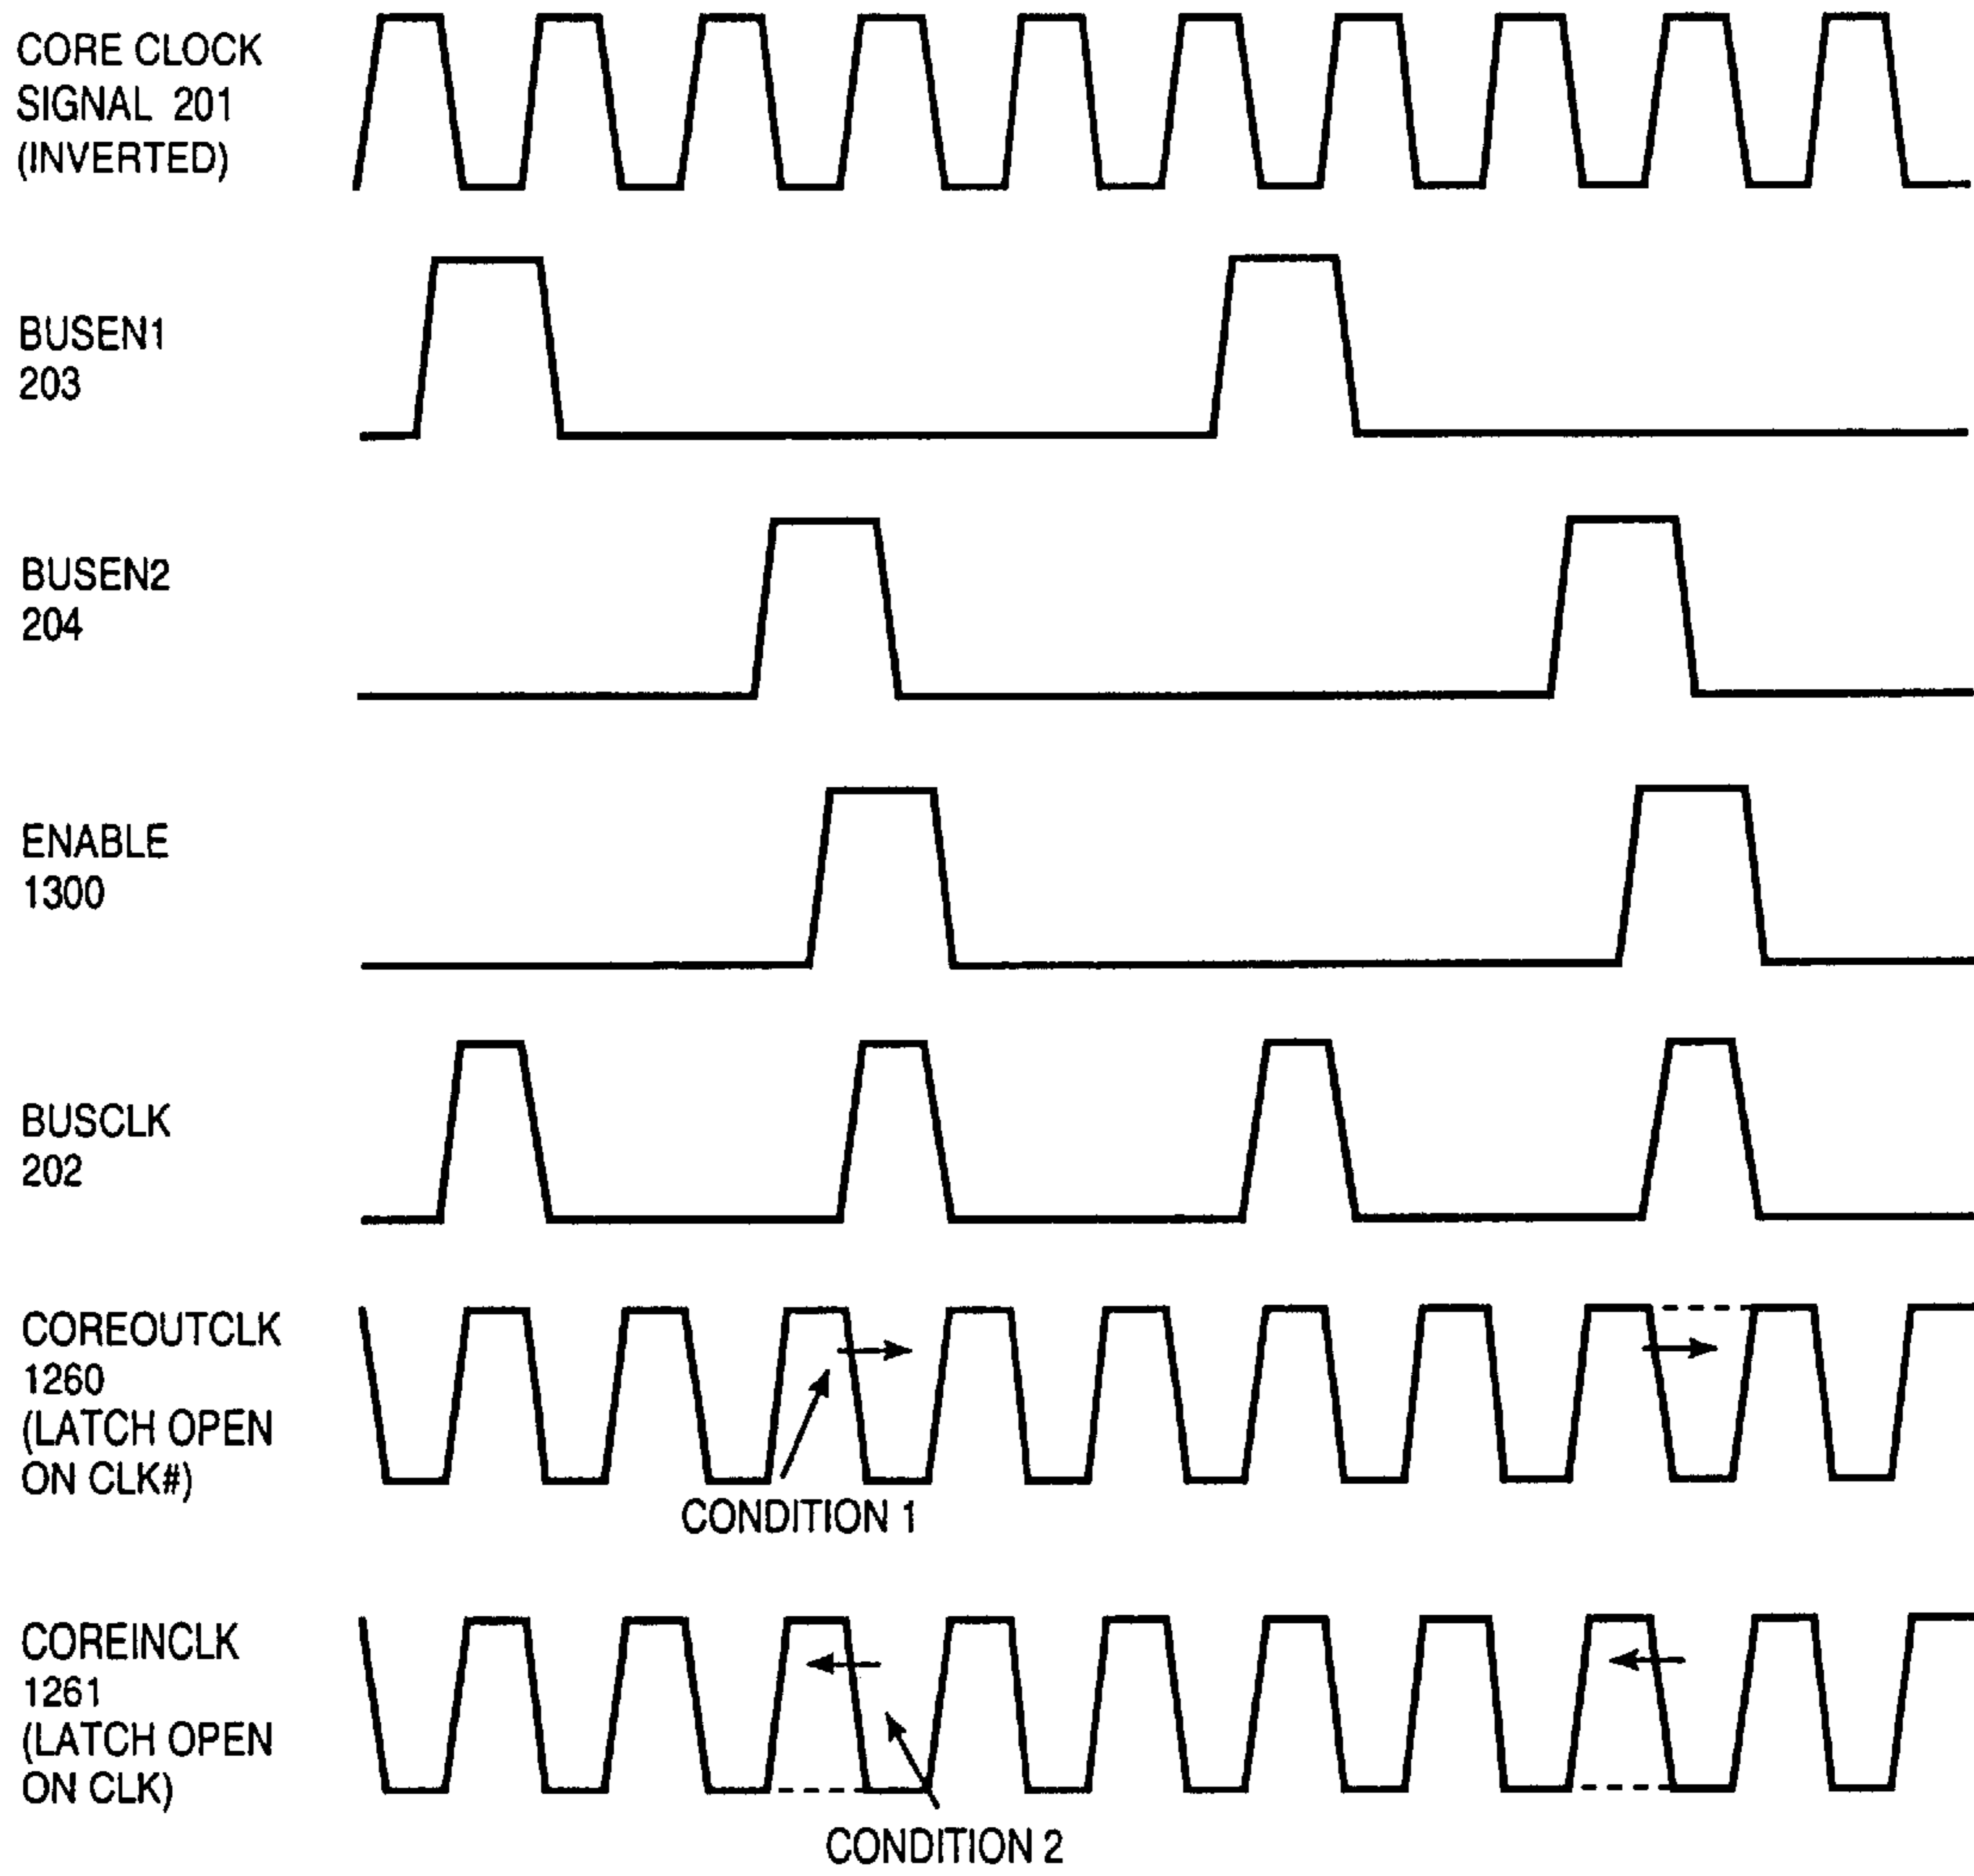 CORE CLOCK
SIGNAL 201
(INVERTED)
BUSEN1
203
BUSEN2
204
ENABLE
1300
BUSCLK
202
COREOUTCLK
1260
(LATCH OPEN
ON CLK#)
CONDITION 1
COREINCLK
1261
(LATCH OPEN
ON CLK)
CONDITION 2